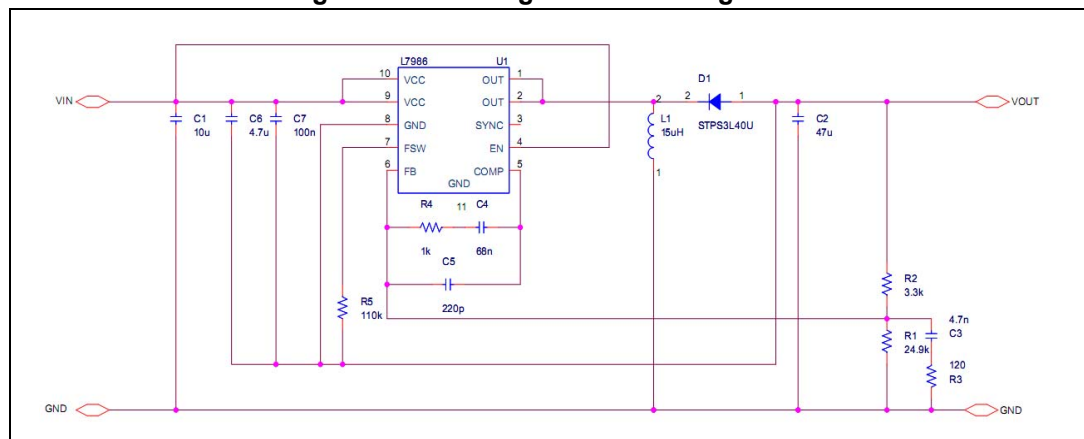 L7986 U1
10 VCC OUT 1
9 VCC OUT 2
8 GND SYNC 3
7 FSW EN 4
6 FB COMP 5
GND
11
VIN
C1
10u
C6
4.7u
C7
100n
2
L1
15uH
1
D1
2 1
STPS3L40U
C2
47u
VOUT
R4
1k
C4
68n
C5
220p
R5
110k
R2
3.3k
R1
24.9k
4.7n
C3
120
R3
GND
GND